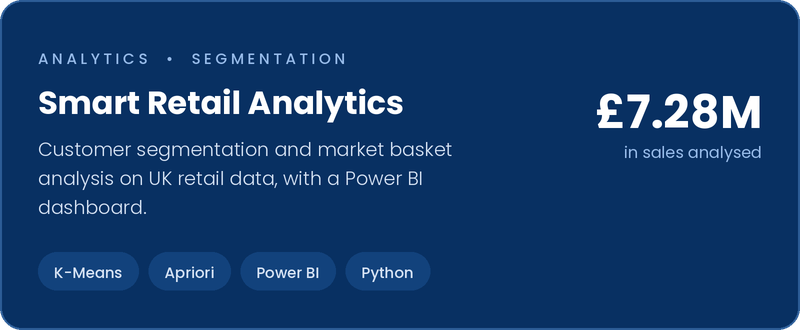 ANALYTICS • SEGMENTATION
Smart Retail Analytics
Customer segmentation and market basket
analysis on UK retail data, with a Power BI
dashboard.
£7.28M
in sales analysed
K-Means
Apriori
Power BI
Python